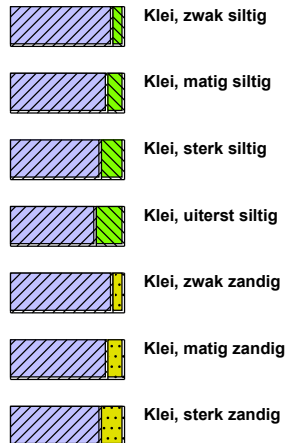 Klei, zwak siltig
Klei, matig siltig
Klei, sterk siltig
Klei, uiterst siltig
Klei, zwak zandig
Klei, matig zandig
Klei, sterk zandig